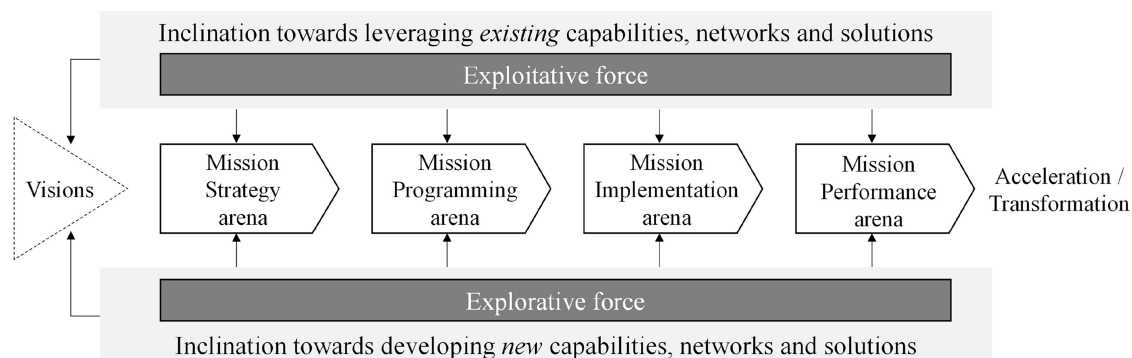 Inclination towards leveraging existing capabilities, networks and solutions
Exploitative force
Visions
Mission
Strategy
arena
Mission
Programming
arena
Mission
Implementation
arena
Mission
Performance
arena
Acceleration /
Transformation
Explorative force
Inclination towards developing new capabilities, networks and solutions